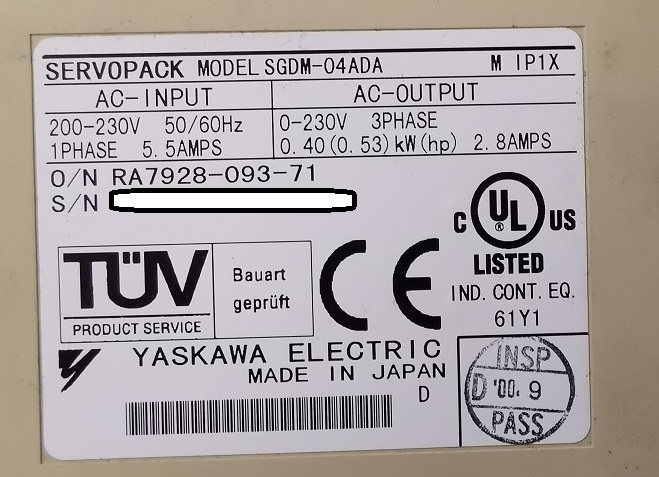 SERVOPACK MODEL SGDM-04ADA M IP1X
AC-INPUT AC-OUTPUT
200-230V 50/60Hz 0-230V 3PHASE
1PHASE 5.5AMPS 0.40(0.53)kW(hp) 2.8AMPS
O/N RA7928-093-71
S/N
C UL® US
LISTED
IND. CONT. EQ.
61Y1
TÜV
PRODUCT SERVICE
Bauart
geprüft
CE
YASKAWA ELECTRIC
MADE IN JAPAN
D
INSP
D '00. 9
PASS